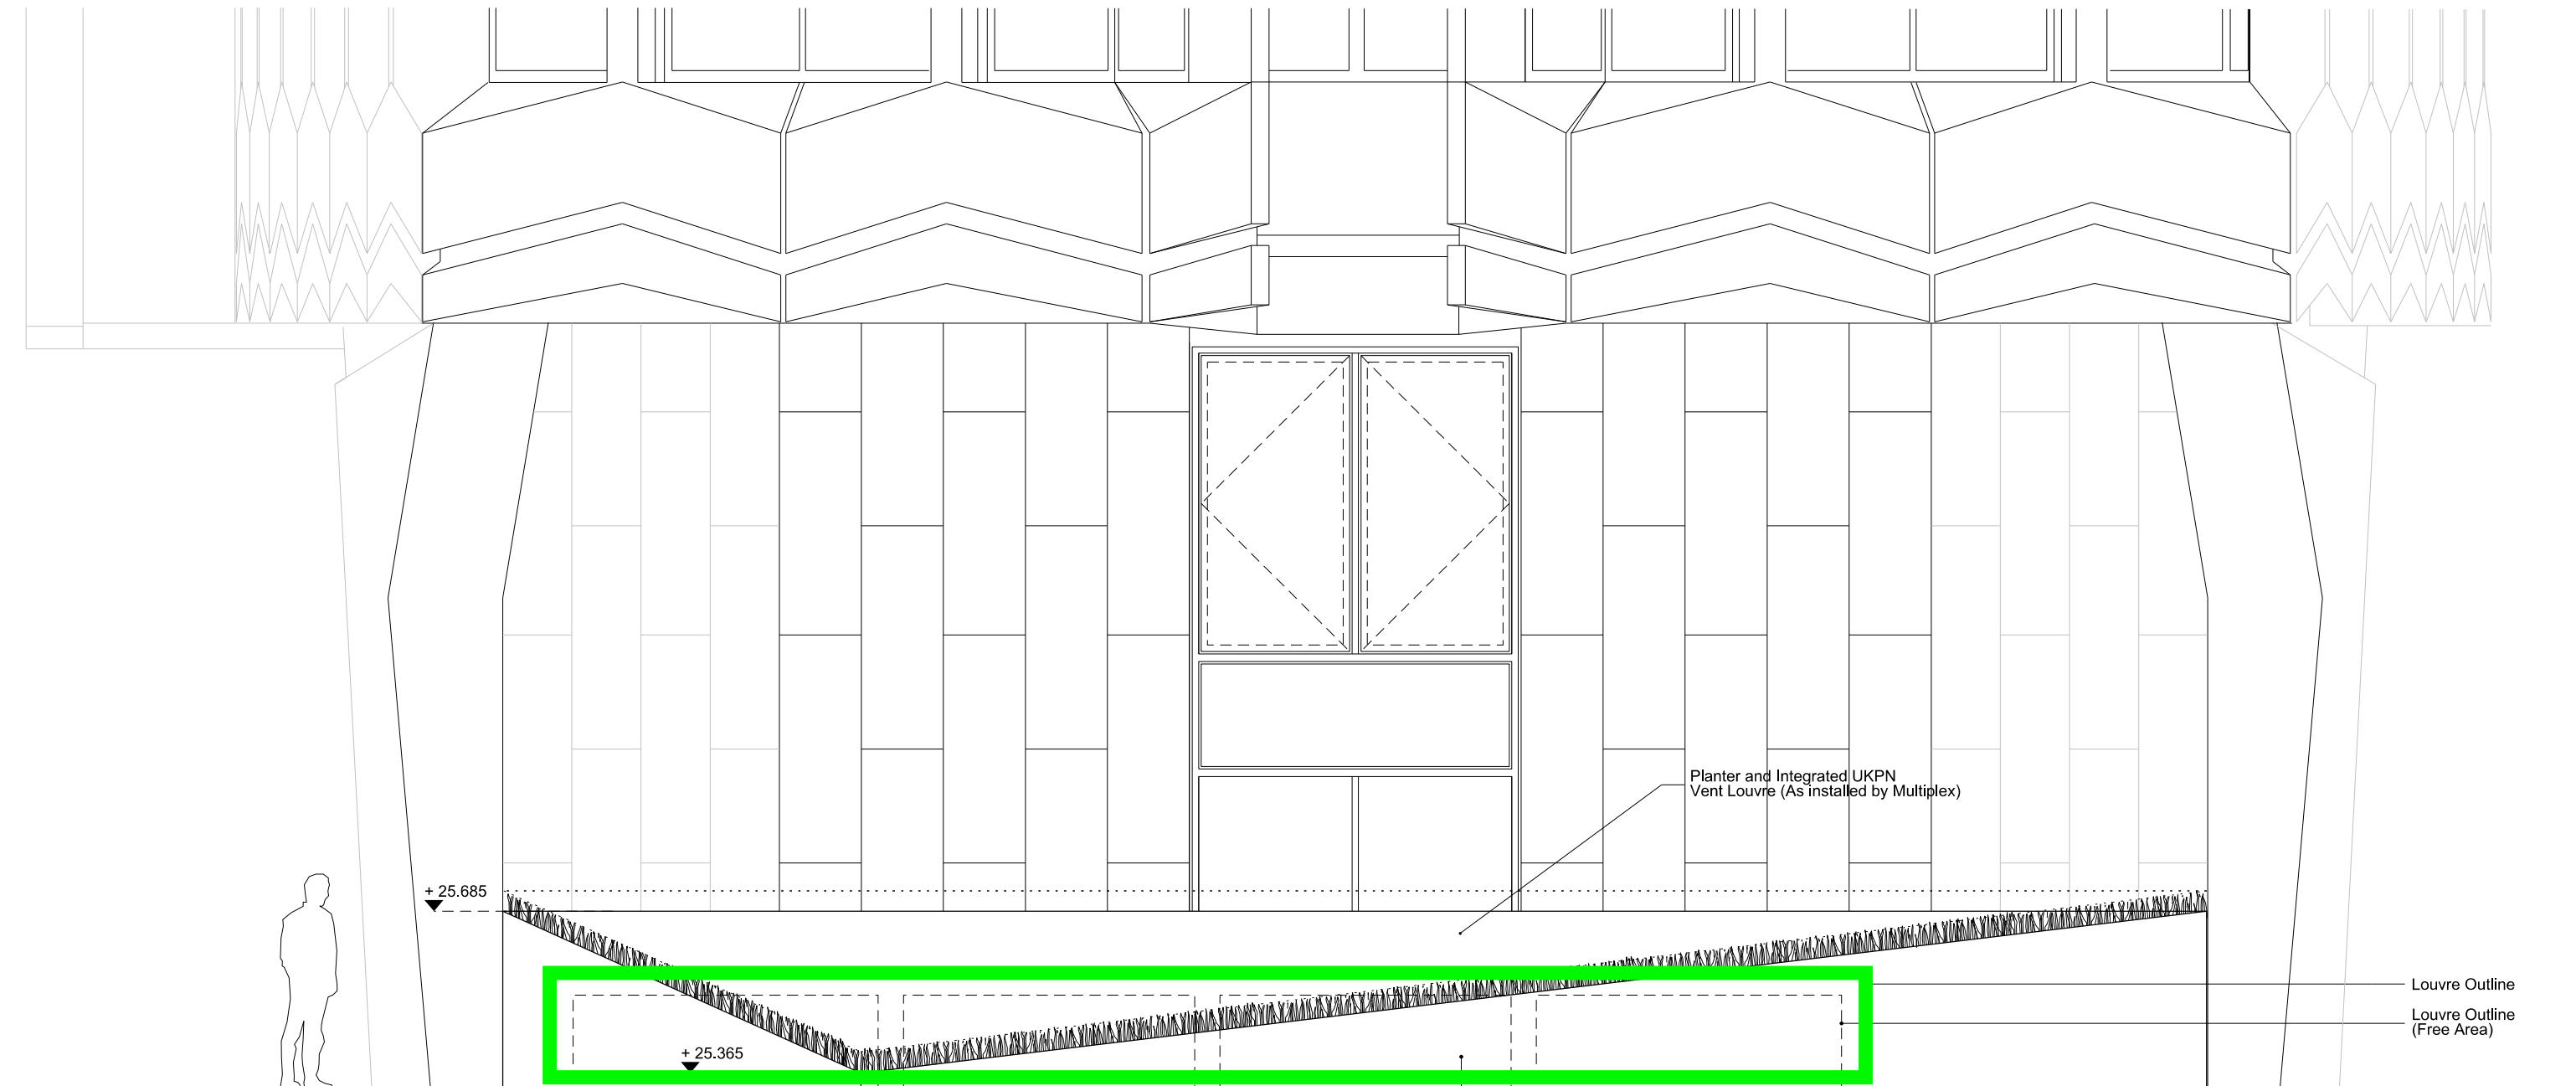 Planter and Integrated UKPN
Vent Louvre (As installed by Multiplex)
+ 25.685
Louvre Outline
Louvre Outline
(Free Area)
+ 25.365